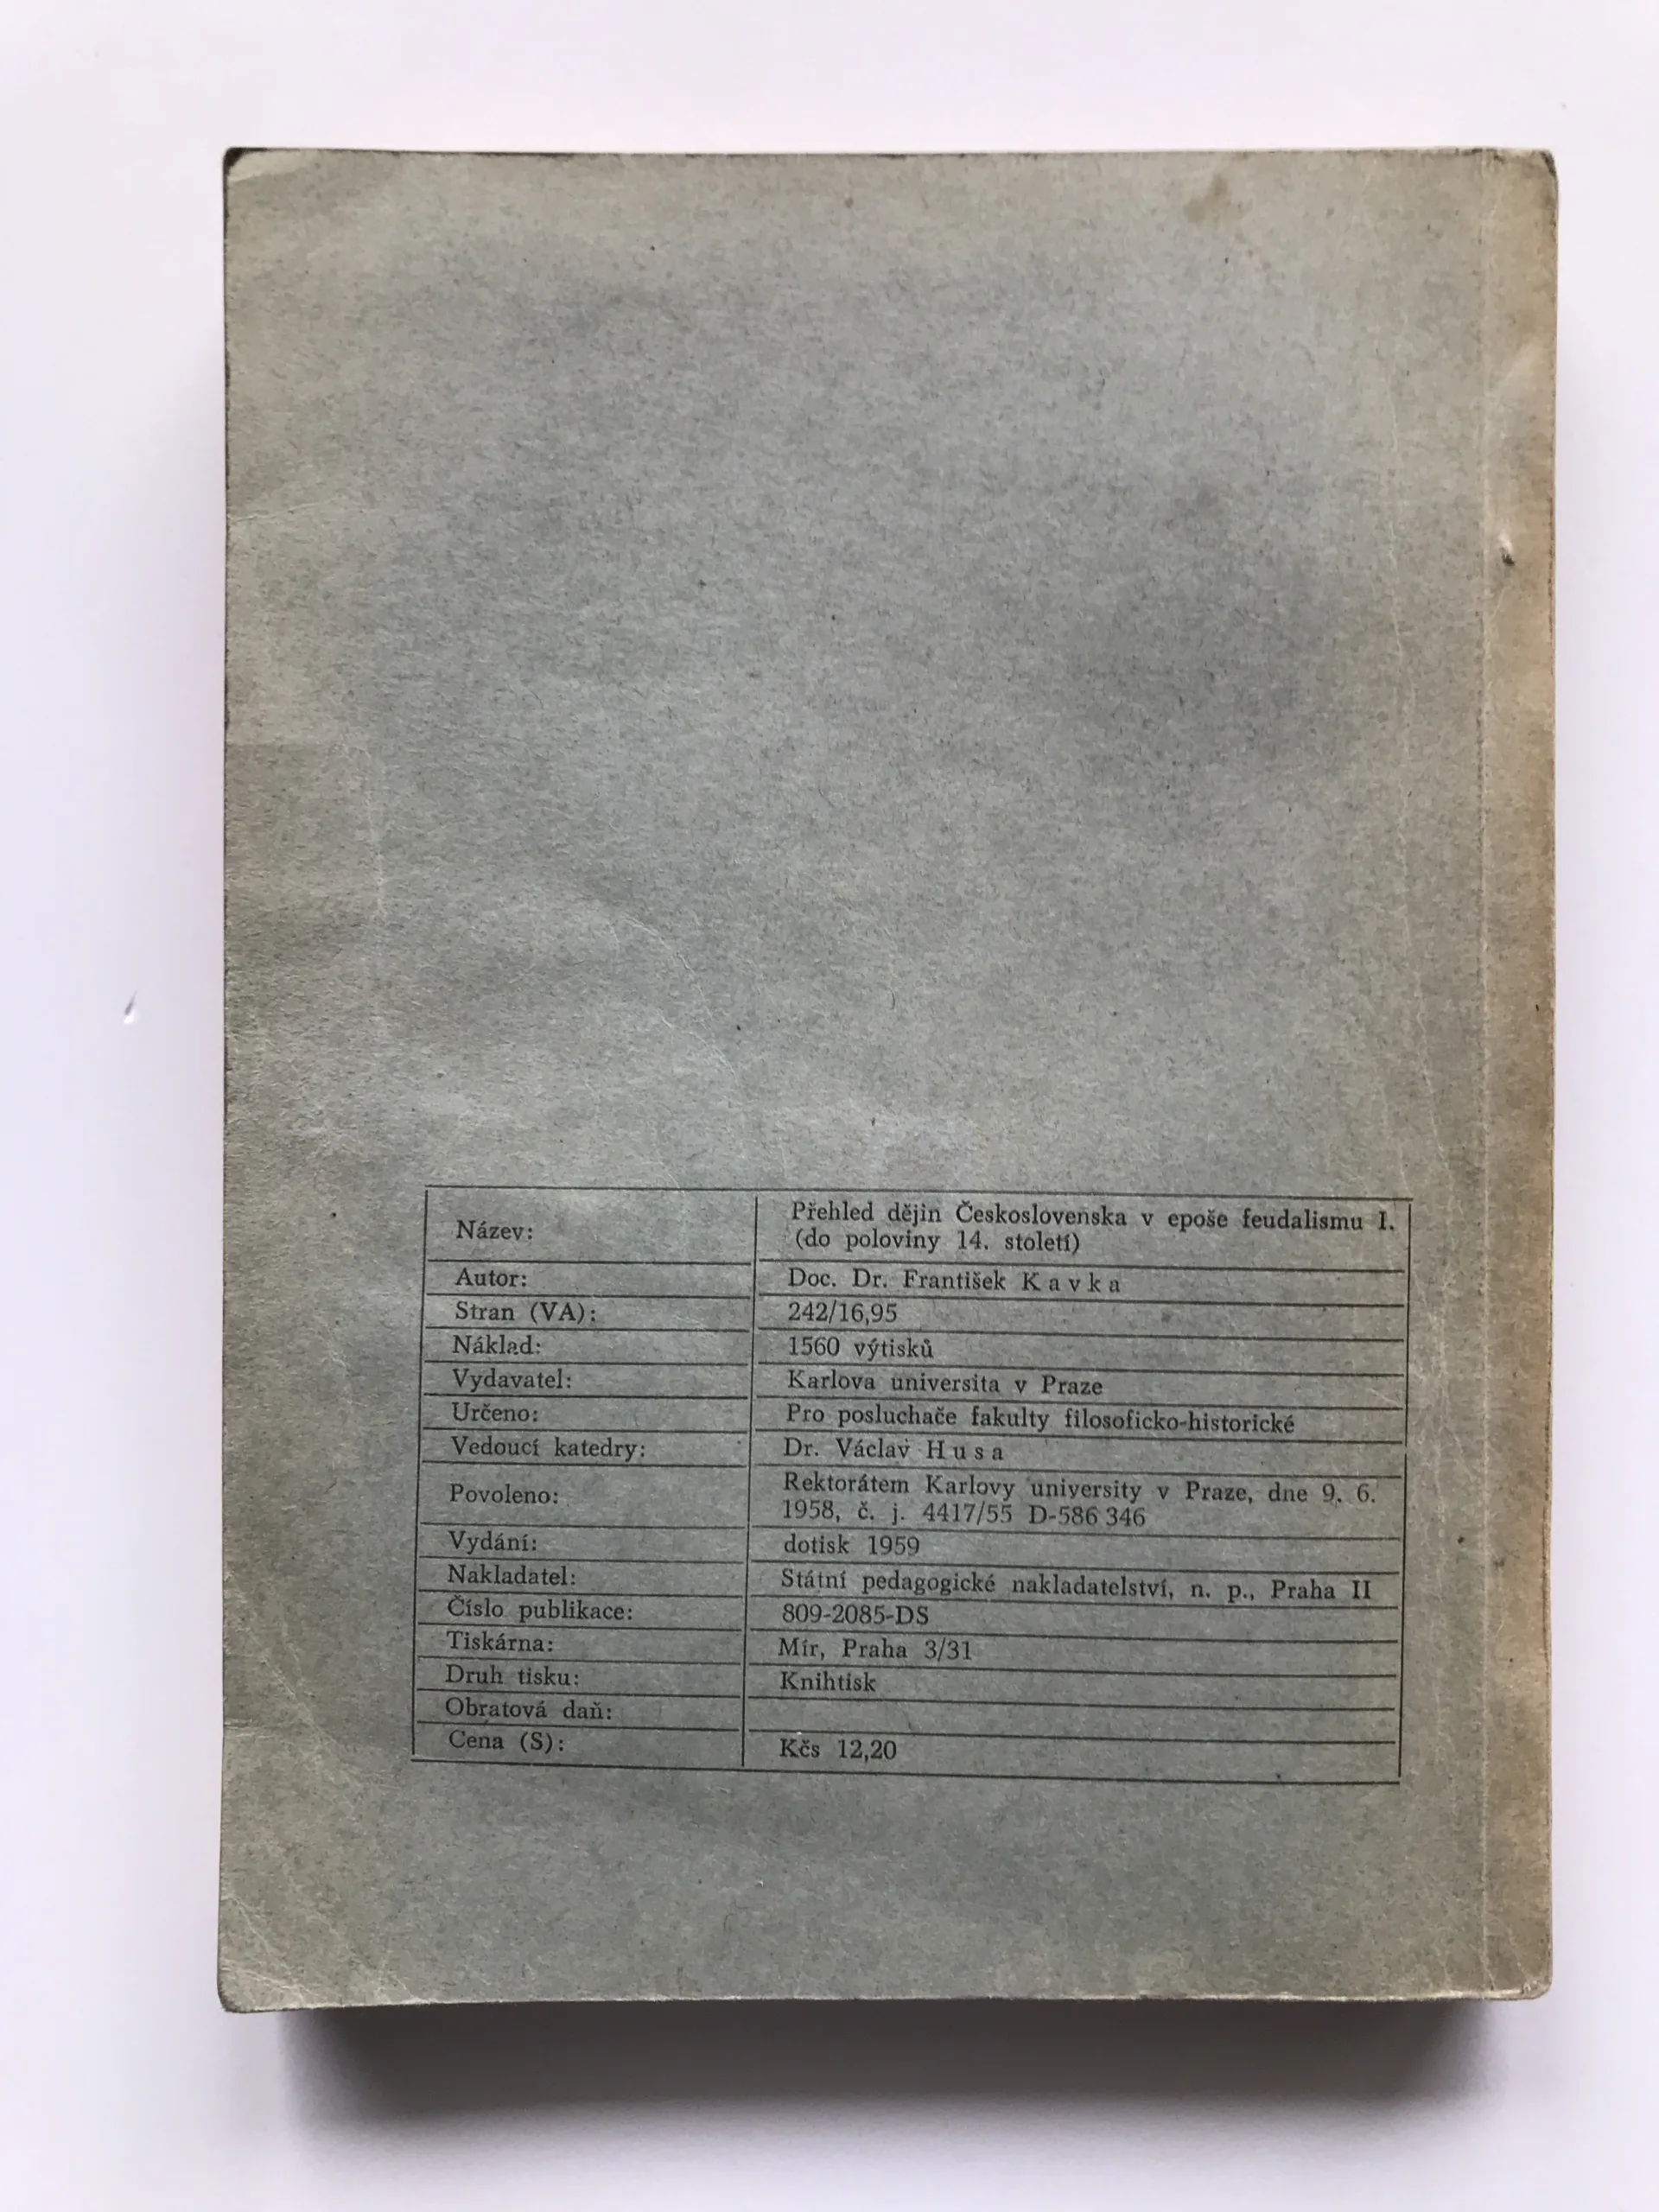 Název: Přehled dějin Československa v epoše feudalismu I.
(do poloviny 14. století)
Autor: Doc. Dr. František Kavka
Stran (VA): 242/16,95
Náklad: 1560 výtisků
Vydavatel: Karlova universita v Praze
Určeno: Pro posluchače fakulty filosoficko-historické
Vedoucí katedry: Dr. Václav Husa
Povoleno: Rektorátem Karlovy university v Praze, dne 9. 6.
1958, č. j. 4417/55 D-586 346
Vydání: dotisk 1959
Nakladatel: Státní pedagogické nakladatelství, n. p., Praha II
Číslo publikace: 809-2085-DS
Tiskárna: Mír, Praha 3/31
Druh tisku: Knihtisk
Obratová daň:
Cena (S): Kčs 12,20